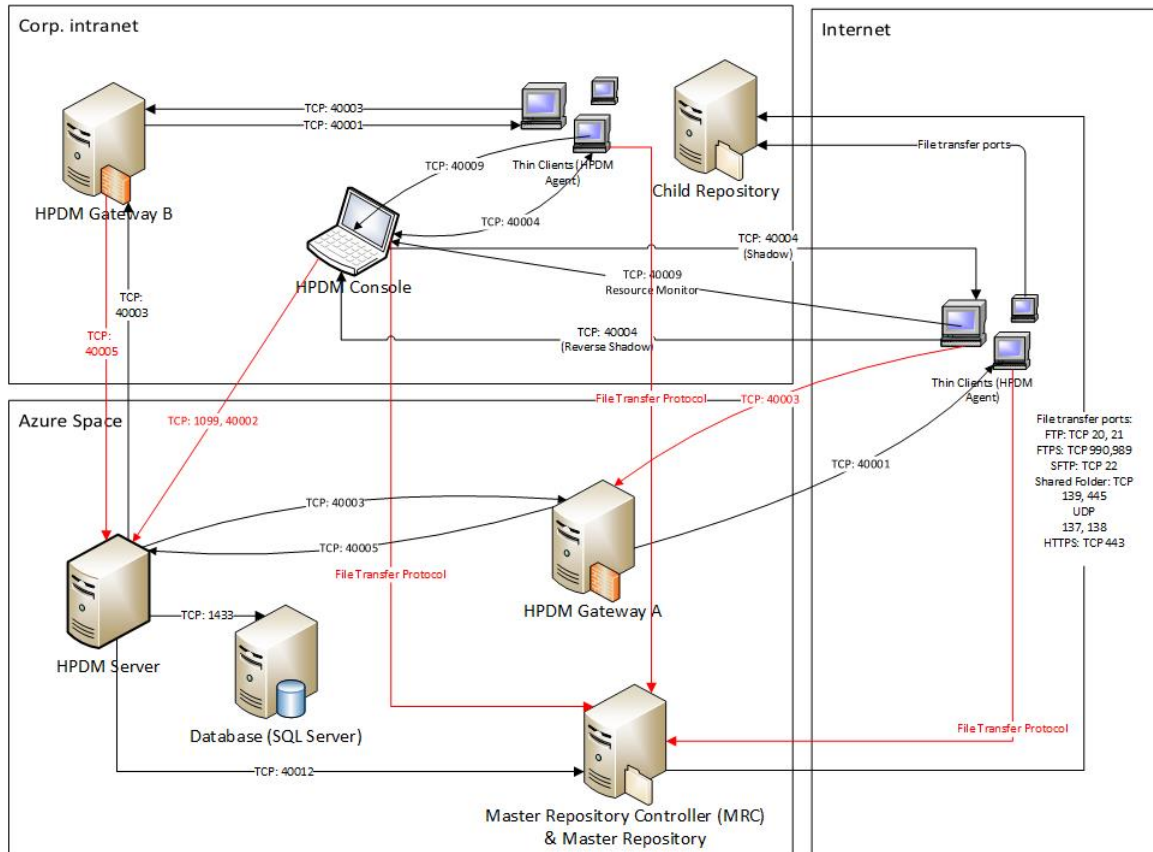 Corp. intranet
Internet
TCP: 40003
TCP: 40001
HPDM Gateway B
TCP: 40009
Thin Clients (HPDM
Agent)
TCP: 40004
HPDM Console
Child Repository
File transfer ports
TCP: 40004
(Shadow)
TCP: 40009
Resource Monitor
TCP: 40004
(Reverse Shadow)
TCP:
40003
TCP:
40005
Thin Clients (HPDM
Agent)
Azure Space
TCP: 1099, 40002
File Transfer Protocol
TCP: 40003
TCP: 40001
File transfer ports:
FTP: TCP 20, 21
FTPS: TCP 990,989
SFTP: TCP 22
Shared Folder: TCP
139, 445
UDP
137, 138
HTTPS: TCP 443
TCP: 40003
TCP: 40005
File Transfer Protocol
HPDM Gateway A
TCP: 1433
HPDM Server
Database (SQL Server)
File Transfer Protocol
TCP: 40012
Master Repository Controller (MRC)
& Master Repository